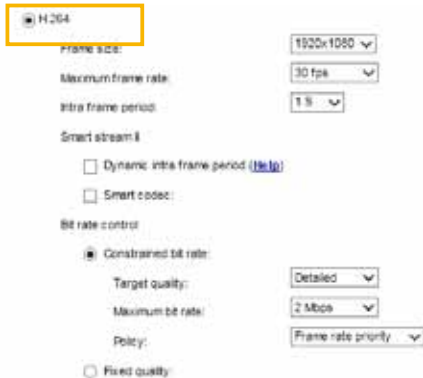 H.264
Frame size: 1920x1080
Maximum frame rate: 30 fps
Intra frame period: 1 S
Smart stream II
Dynamic intra frame period (Help)
Smart codec:
Bit rate control
Constrained bit rate:
Target quality: Detailed
Maximum bit rate: 2 Mbps
Policy: Frame rate priority
Fixed quality: